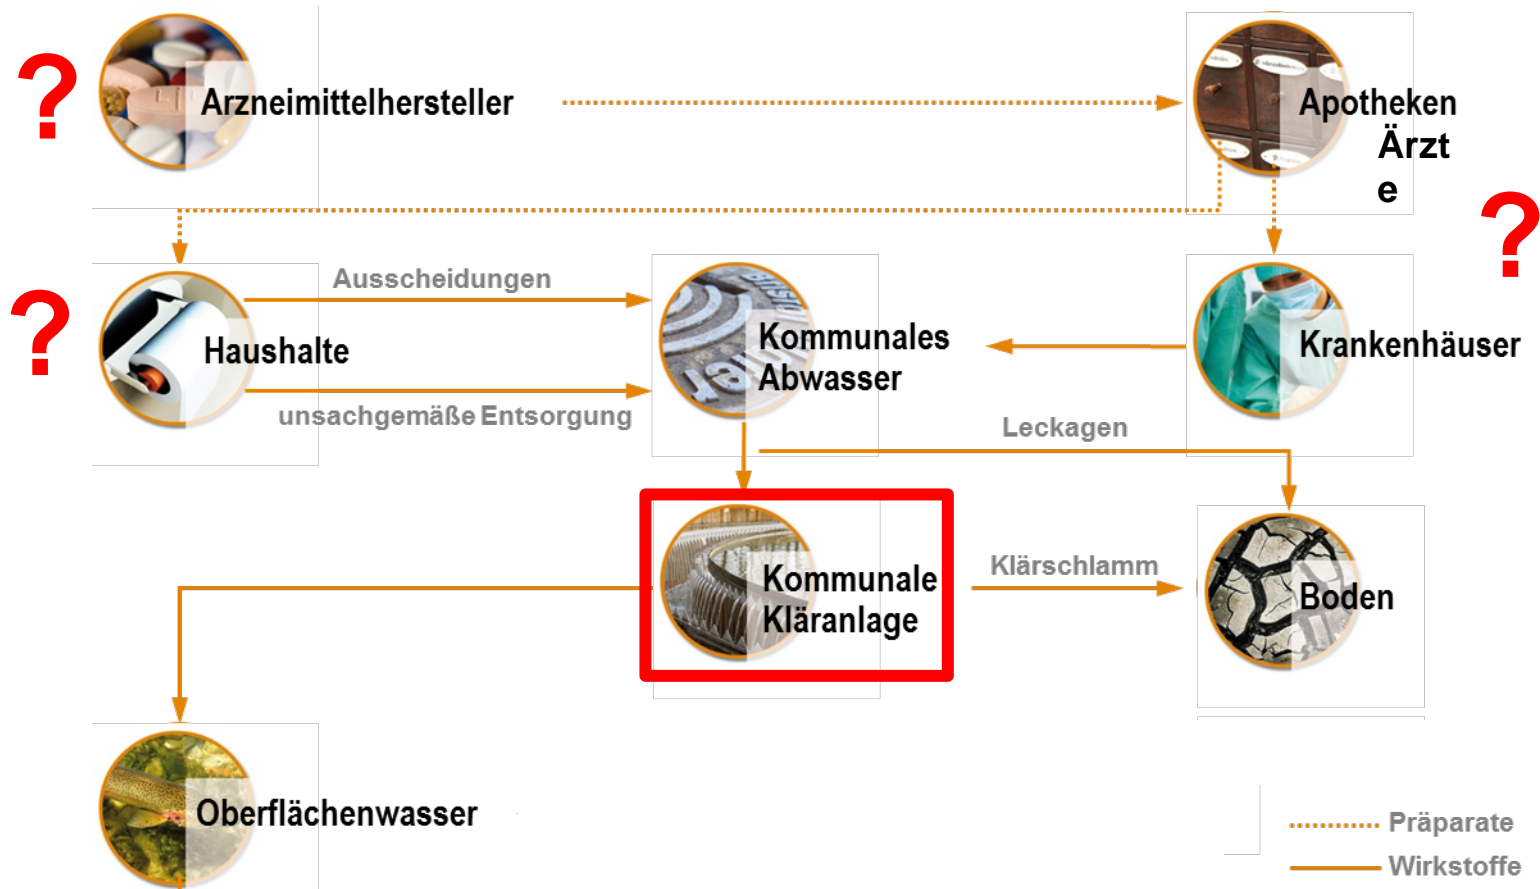 ?
Arzneimittelhersteller
Apotheken
Ärzt
e
?
?
Ausscheidungen
Haushalte
Kommunales
Abwasser
Krankenhäuser
unsachgemäße Entsorgung
Leckagen
Kommunale
Kläranlage
Klärschlamm
Boden
Oberflächenwasser
Präparate
Wirkstoffe